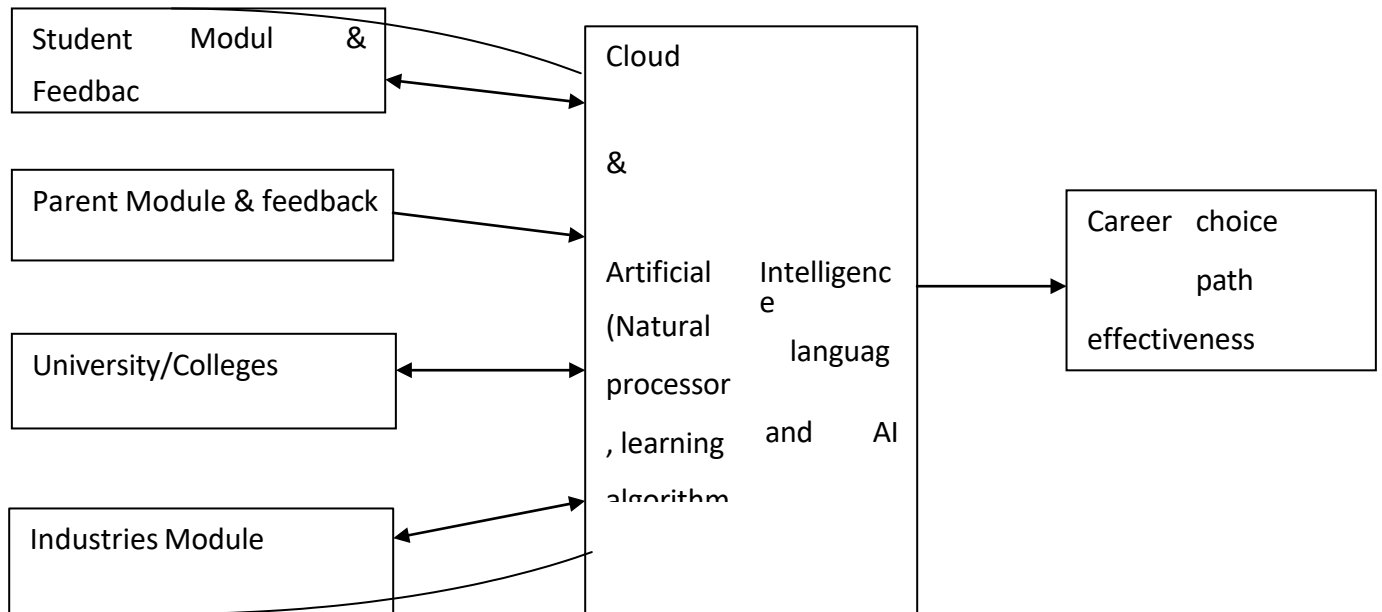 Student Modul &
Feedbac
Parent Module & feedback
University/Colleges
Industries Module
Cloud
&
Artificial Intelligenc
e
(Natural
languag
processor
and AI
, learning
algorithm
Career choice
path
effectiveness